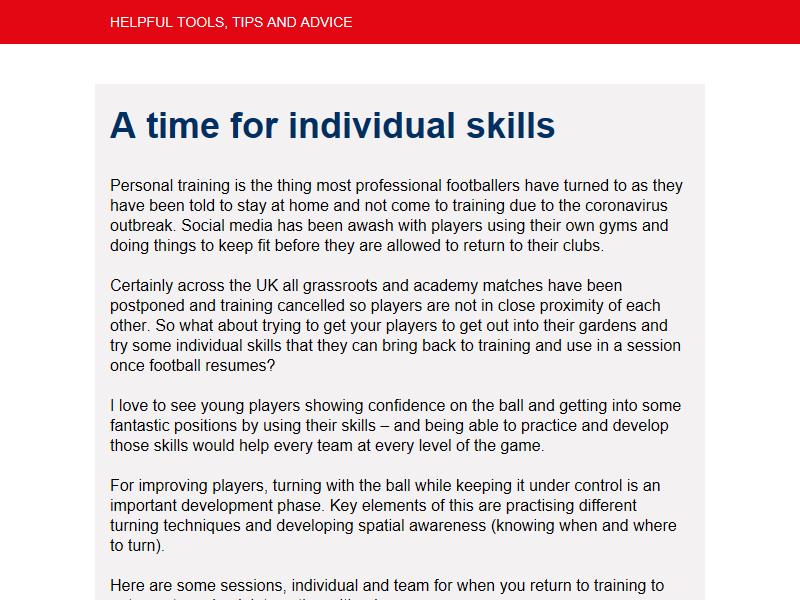 HELPFUL TOOLS, TIPS AND ADVICE
A time for individual skills
Personal training is the thing most professional footballers have turned to as they
have been told to stay at home and not come to training due to the coronavirus
outbreak. Social media has been awash with players using their own gyms and
doing things to keep fit before they are allowed to return to their clubs.
Certainly across the UK all grassroots and academy matches have been
postponed and training cancelled so players are not in close proximity of each
other. So what about trying to get your players to get out into their gardens and
try some individual skills that they can bring back to training and use in a session
once football resumes?
I love to see young players showing confidence on the ball and getting into some
fantastic positions by using their skills – and being able to practice and develop
those skills would help every team at every level of the game.
For improving players, turning with the ball while keeping it under control is an
important development phase. Key elements of this are practising different
turning techniques and developing spatial awareness (knowing when and where
to turn).
Here are some sessions, individual and team for when you return to training to